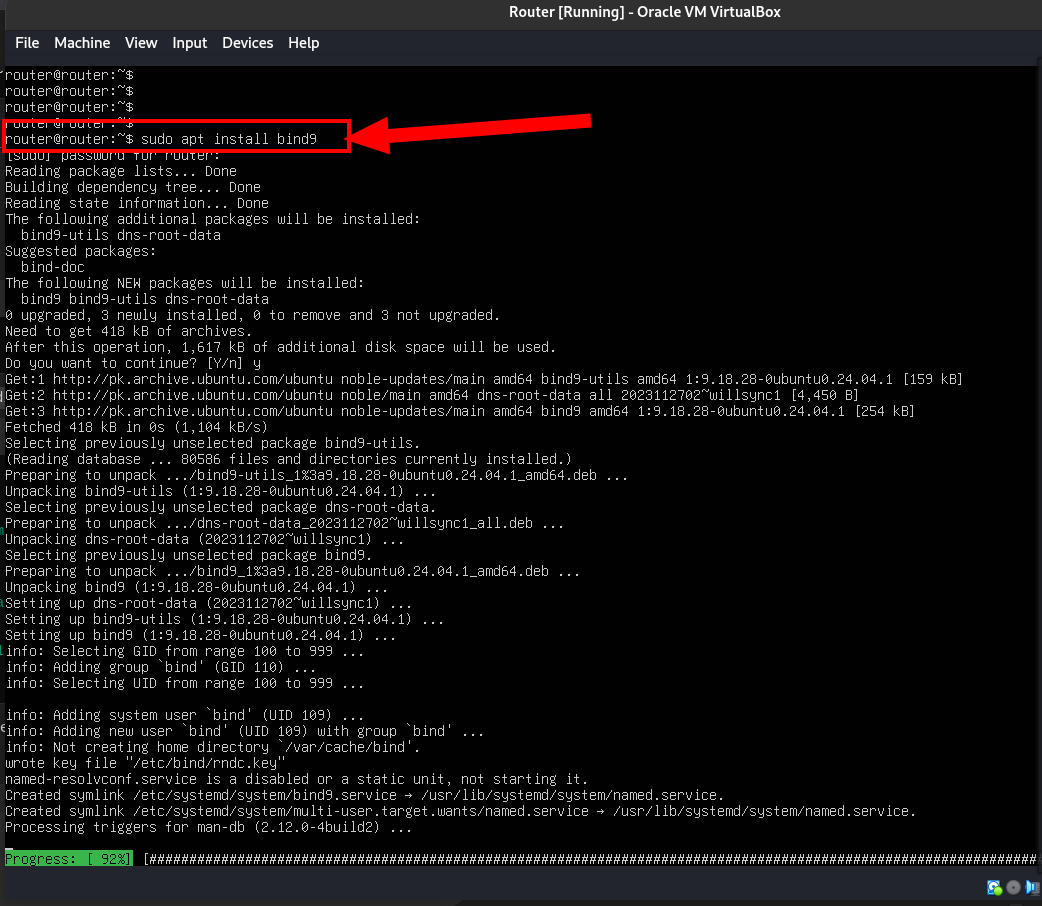 Router [Running] - Oracle VM VirtualBox
File Machine View Input Devices Help
router@router:~$
router@router:~$
router@router:~$
router@router:~$
router@router:~$ sudo apt install bind9
[sudo] password for router:
Reading package lists... Done
Building dependency tree... Done
Reading state information... Done
The following additional packages will be installed:
  bind9-utils dns-root-data
Suggested packages:
  bind-doc
The following NEW packages will be installed:
  bind9 bind9-utils dns-root-data
0 upgraded, 3 newly installed, 0 to remove and 3 not upgraded.
Need to get 418 kB of archives.
After this operation, 1,617 kB of additional disk space will be used.
Do you want to continue? [Y/n] y
Get:1 http://pk.archive.ubuntu.com/ubuntu noble-updates/main amd64 bind9-utils amd64 1:9.18.28-0ubuntu0.24.04.1 [159 kB]
Get:2 http://pk.archive.ubuntu.com/ubuntu noble/main amd64 dns-root-data all 2023112702~willsync1 [4,450 B]
Get:3 http://pk.archive.ubuntu.com/ubuntu noble-updates/main amd64 bind9 amd64 1:9.18.28-0ubuntu0.24.04.1 [254 kB]
Fetched 418 kB in 0s (1,104 kB/s)
Selecting previously unselected package bind9-utils.
(Reading database ... 80586 files and directories currently installed.)
Preparing to unpack .../bind9-utils_1%3a9.18.28-0ubuntu0.24.04.1_amd64.deb ...
Unpacking bind9-utils (1:9.18.28-0ubuntu0.24.04.1) ...
Selecting previously unselected package dns-root-data.
Preparing to unpack .../dns-root-data_2023112702~willsync1_all.deb ...
Unpacking dns-root-data (2023112702~willsync1) ...
Selecting previously unselected package bind9.
Preparing to unpack .../bind9_1%3a9.18.28-0ubuntu0.24.04.1_amd64.deb ...
Unpacking bind9 (1:9.18.28-0ubuntu0.24.04.1) ...
Setting up dns-root-data (2023112702~willsync1) ...
Setting up bind9-utils (1:9.18.28-0ubuntu0.24.04.1) ...
Setting up bind9 (1:9.18.28-0ubuntu0.24.04.1) ...
info: Selecting GID from range 100 to 999 ...
info: Adding group `bind' (GID 110) ...
info: Selecting UID from range 100 to 999 ...
info: Adding system user `bind' (UID 109) ...
info: Adding new user `bind' (UID 109) with group `bind' ...
info: Not creating home directory `/var/cache/bind'.
wrote key file "/etc/bind/rndc.key"
named-resolvconf.service is a disabled or a static unit, not starting it.
Created symlink /etc/systemd/system/bind9.service → /usr/lib/systemd/system/named.service.
Created symlink /etc/systemd/system/multi-user.target.wants/named.service → /usr/lib/systemd/system/named.service.
Processing triggers for man-db (2.12.0-4build2) ...
Progress: [ 92%] [################################################################################################################